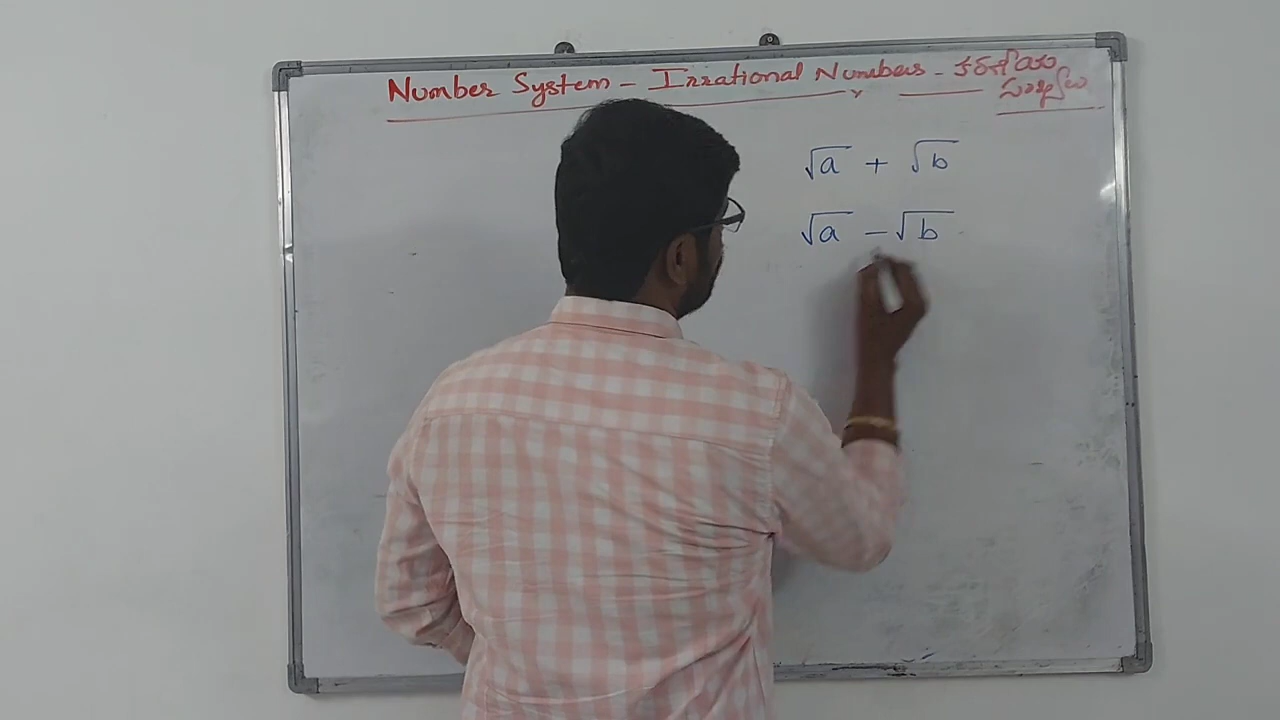 Number System - Irrational Numbers - కరణీయ
సంఖ్యలు
√a + √b
√a - √b